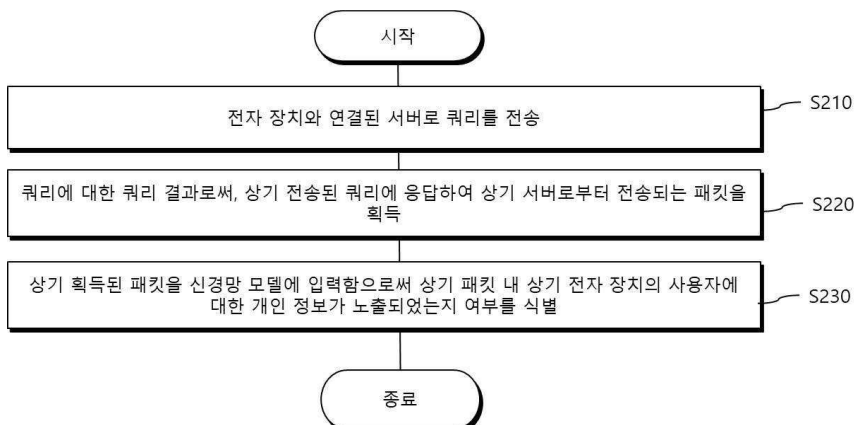 시작
전자 장치와 연결된 서버로 쿼리를 전송
S210
쿼리에 대한 쿼리 결과로써, 상기 전송된 쿼리에 응답하여 상기 서버로부터 전송되는 패킷을
획득
S220
상기 획득된 패킷을 신경망 모델에 입력함으로써 상기 패킷 내 상기 전자 장치의 사용자에
대한 개인 정보가 노출되었는지 여부를 식별
S230
종료